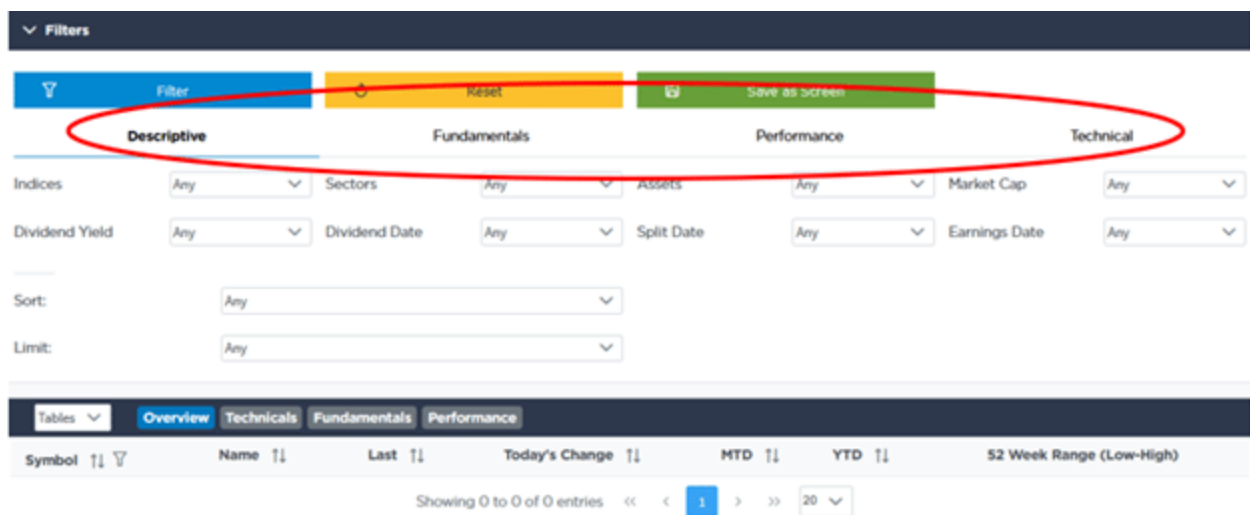 Filters
Filter Reset Save as Screen
Descriptive Fundamentals Performance Technical
Indices Any Sectors Any Assets Any Market Cap Any
Dividend Yield Any Dividend Date Any Split Date Any Earnings Date Any
Sort: Any
Limit: Any
Tables Overview Technicals Fundamentals Performance
Symbol Name Last Today's Change MTD YTD 52 Week Range (Low-High)
Showing 0 to 0 of 0 entries « < 1 > » 20